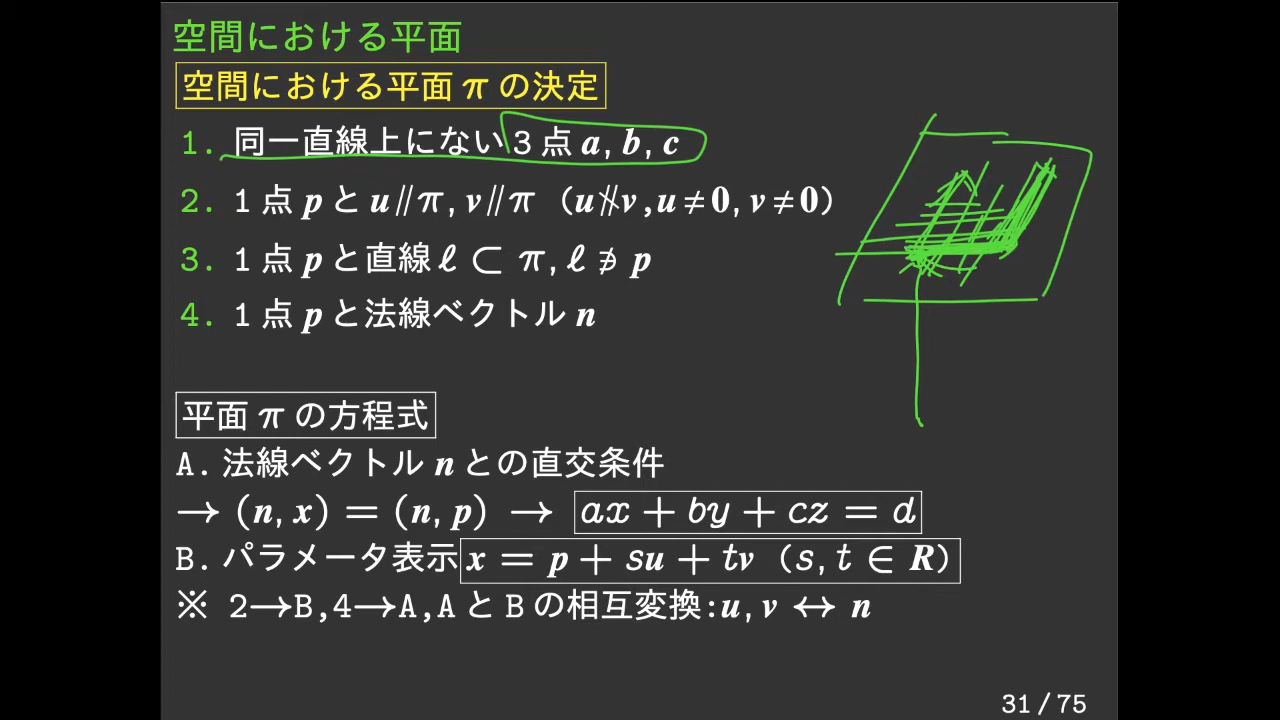 空間における平面
空間における平面 π の決定
1. 同一直線上にない 3 点 a, b, c
2. 1 点 p と u∥π, v∥π (u∦v, u≠0, v≠0)
3. 1 点 p と直線 ℓ ⊂ π, ℓ ∌ p
4. 1 点 p と法線ベクトル n
平面 π の方程式
A. 法線ベクトル n との直交条件
→ (n, x) = (n, p) → ax + by + cz = d
B. パラメータ表示 x = p + su + tv (s, t ∈ R)
※ 2→B,4→A,A と B の相互変換:u, v ↔ n
31/75